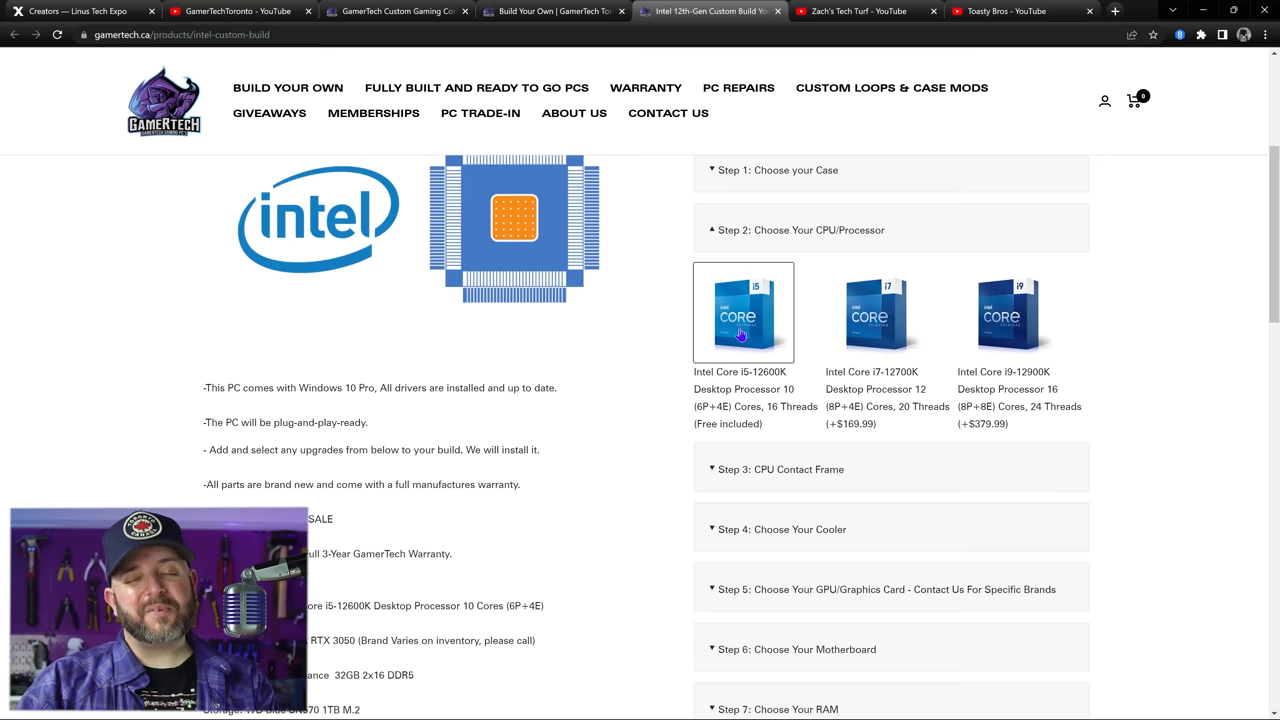 Creators — Linus Tech Expo
GamerTechToronto - YouTube
GamerTech Custom Gaming Co
Build Your Own | GamerTech To
Intel 12th-Gen Custom Build Yo
Zach's Tech Turf - YouTube
Toasty Bros - YouTube
gamertech.ca/products/intel-custom-build
GAMERTECH
GAMERTECH GAMING PCS
BUILD YOUR OWN FULLY BUILT AND READY TO GO PCS WARRANTY PC REPAIRS CUSTOM LOOPS & CASE MODS
GIVEAWAYS MEMBERSHIPS PC TRADE-IN ABOUT US CONTACT US
0
intel
-This PC comes with Windows 10 Pro, All drivers are installed and up to date.
-The PC will be plug-and-play-ready.
- Add and select any upgrades from below to your build. We will install it.
-All parts are brand new and come with a full manufactures warranty.
SALE
ull 3-Year GamerTech Warranty.
ore i5-12600K Desktop Processor 10 Cores (6P+4E)
RTX 3050 (Brand Varies on inventory, please call)
ance 32GB 2x16 DDR5
1TB M.2
TORONTO
CANADA
Step 1: Choose your Case
Step 2: Choose Your CPU/Processor
intel
CORE
i5
Intel Core i5-12600K
Desktop Processor 10
(6P+4E) Cores, 16 Threads
(Free included)
intel
CORE
i7
Intel Core i7-12700K
Desktop Processor 12
(8P+4E) Cores, 20 Threads
(+$169.99)
intel
CORE
i9
Intel Core i9-12900K
Desktop Processor 16
(8P+8E) Cores, 24 Threads
(+$379.99)
Step 3: CPU Contact Frame
Step 4: Choose Your Cooler
Step 5: Choose Your GPU/Graphics Card - Contact Us For Specific Brands
Step 6: Choose Your Motherboard
Step 7: Choose Your RAM